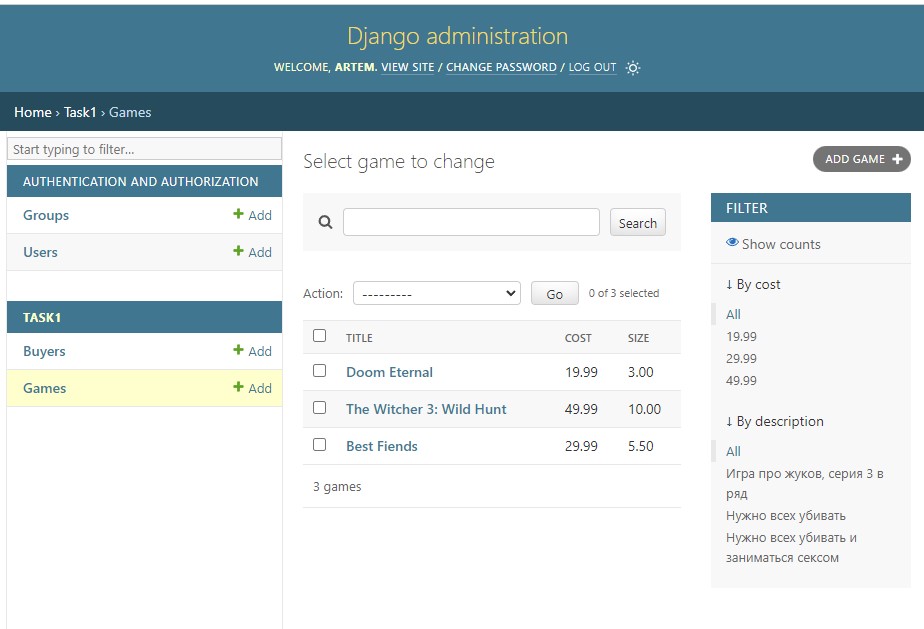 Django administration
WELCOME, ARTEM. VIEW SITE / CHANGE PASSWORD / LOG OUT
Home › Task1 › Games
Start typing to filter...
AUTHENTICATION AND AUTHORIZATION
Groups + Add
Users + Add
TASK1
Buyers + Add
Games + Add
Select game to change
ADD GAME +
Search
Action: --------- Go 0 of 3 selected
TITLE COST SIZE
Doom Eternal 19.99 3.00
The Witcher 3: Wild Hunt 49.99 10.00
Best Fiends 29.99 5.50
3 games
FILTER
Show counts
↓ By cost
All
19.99
29.99
49.99
↓ By description
All
Игра про жуков, серия 3 в
ряд
Нужно всех убивать
Нужно всех убивать и
заниматься сексом